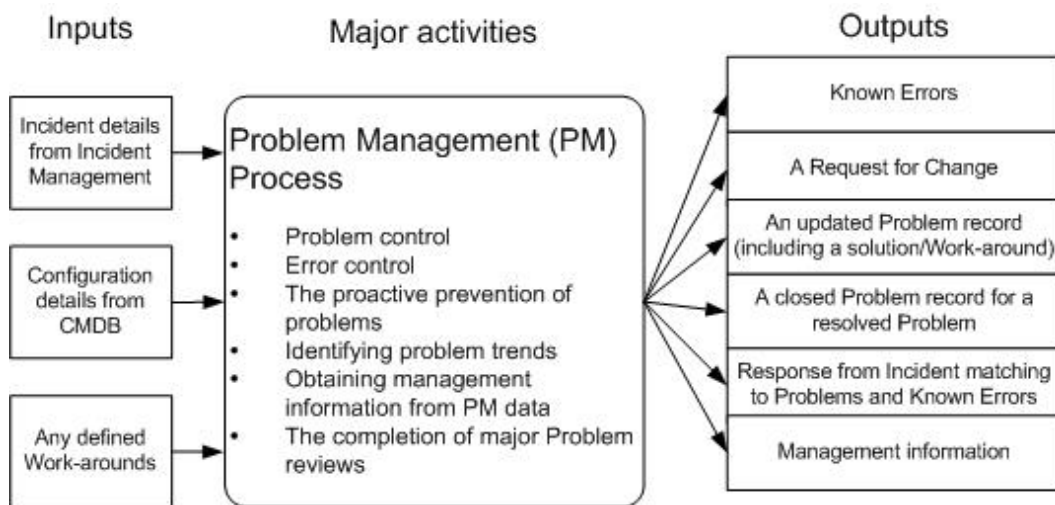 Inputs
Major activities
Outputs
Incident details
from Incident
Management
Configuration
details from
CMDB
Any defined
Work-arounds
Problem Management (PM)
Process
• Problem control
• Error control
• The proactive prevention of
problems
• Identifying problem trends
• Obtaining management
information from PM data
• The completion of major Problem
reviews
Known Errors
A Request for Change
An updated Problem record
(including a solution/Work-around)
A closed Problem record for a
resolved Problem
Response from Incident matching
to Problems and Known Errors
Management information